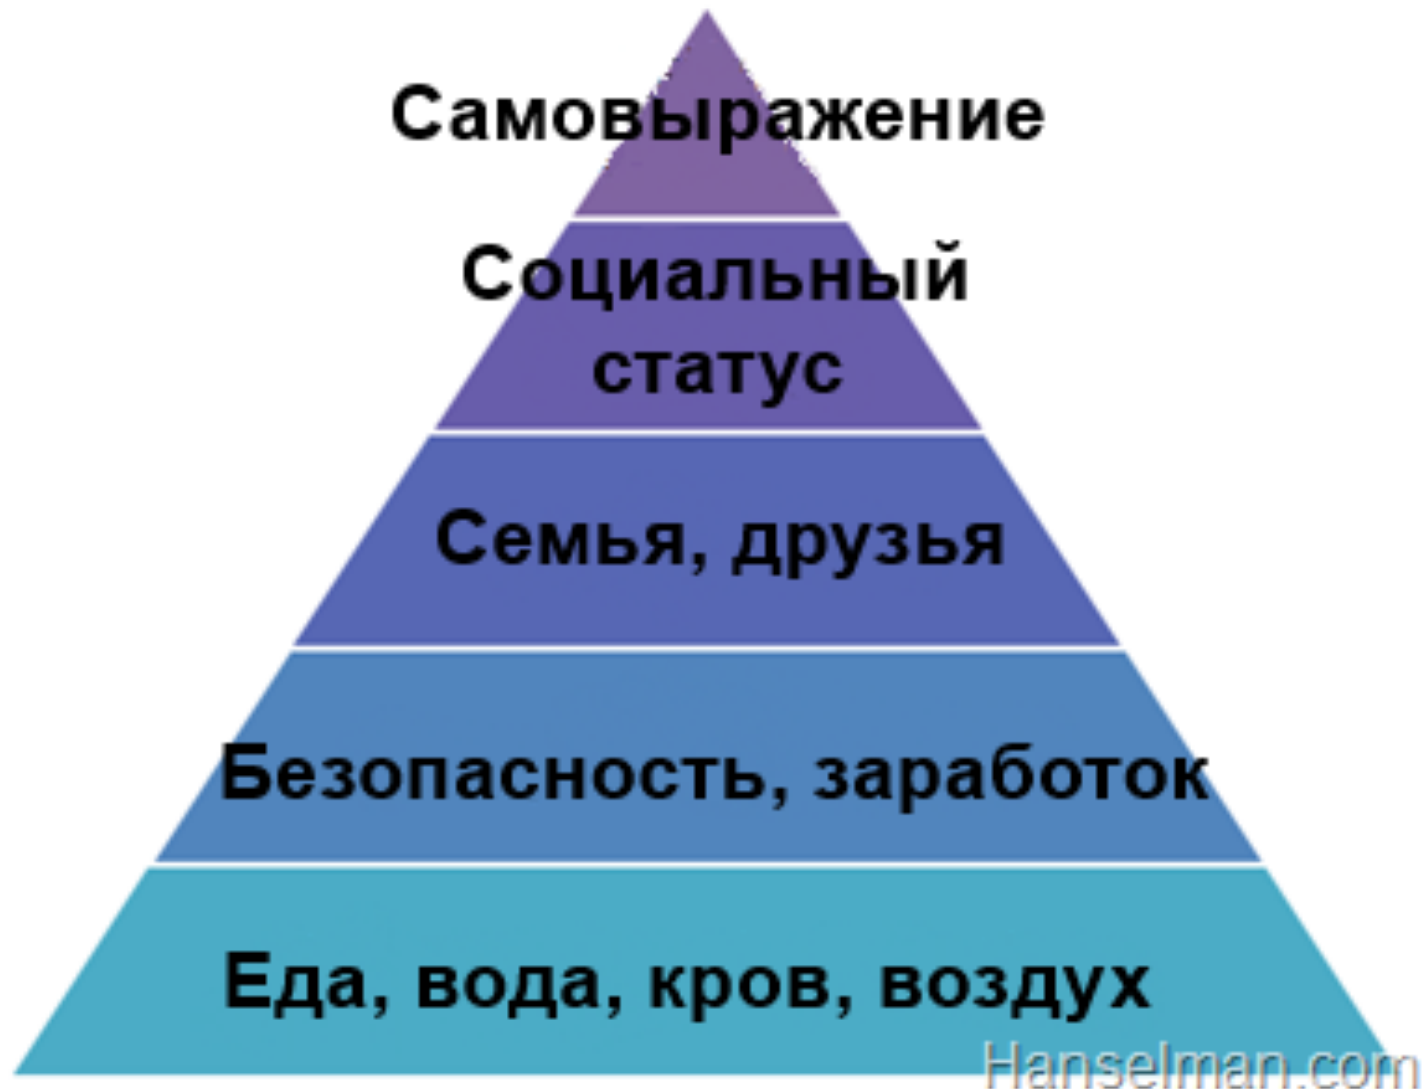 Самовыражение
Социальный
статус
Семья, друзья
Безопасность, заработок
Еда, вода, кров, воздух
Hanselman.com